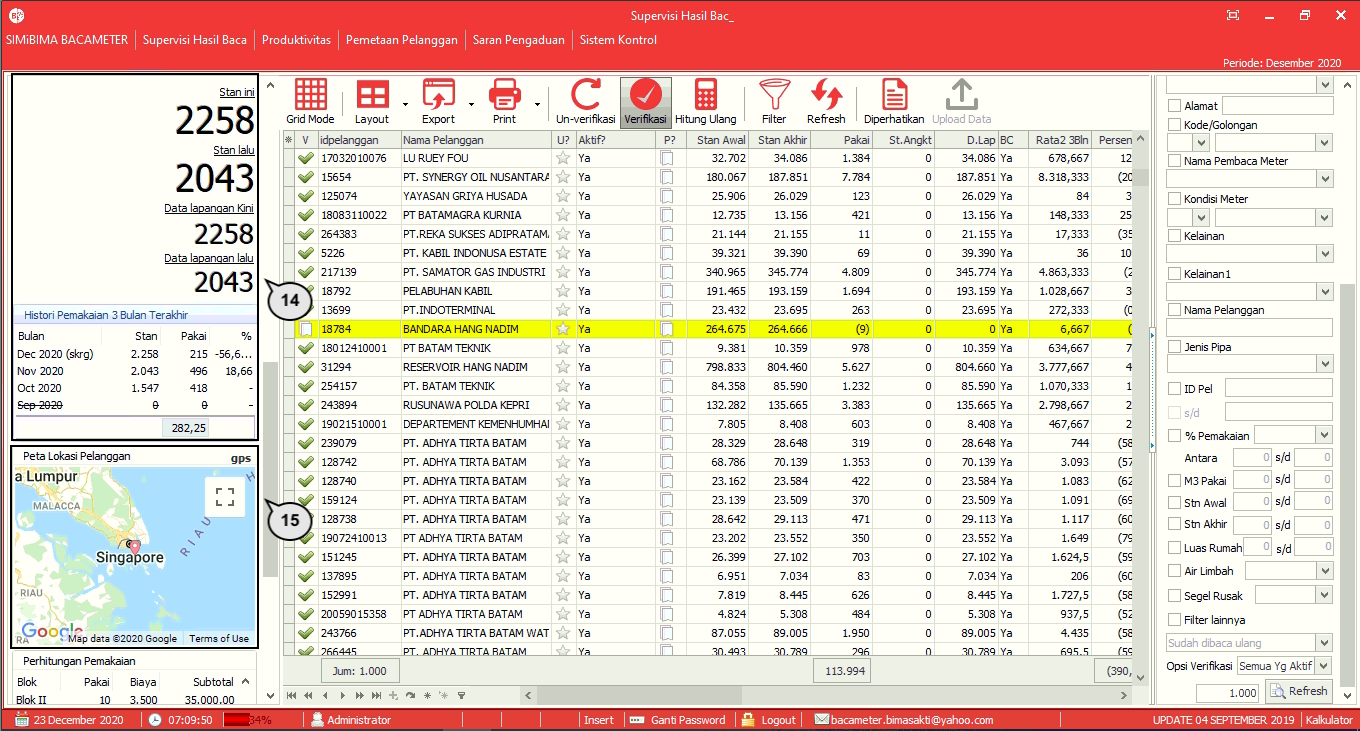 Supervisi Hasil Bac_
SIMiBIMA BACAMETER Supervisi Hasil Baca Produktivitas Pemetaan Pelanggan Saran Pengaduan Sistem Kontrol
Periode: Desember 2020
Stan ini
2258
Stan lalu
2043
Data lapangan Kini
2258
Data lapangan lalu
2043
14
Histori Pemakaian 3 Bulan Terakhir
Bulan Stan Pakai %
Dec 2020 (skrg) 2.258 215 -56,6...
Nov 2020 2.043 496 18,66
Oct 2020 1.547 418 -
Sep 2020 0 0 -
282,25
Peta Lokasi Pelanggan gps
a Lumpur
MALACCA
RIAU
Singapore
RIAU
RA
Google Map data ©2020 Google Terms of Use
15
Perhitungan Pemakaian
Blok Pakai Biaya Subtotal
Blok II 10 3.500 35.000,00
Grid Mode Layout Export Print Un-verifikasi Verifikasi Hitung Ulang Filter Refresh Diperhatikan Upload Data
V idpelanggan Nama Pelanggan U? Aktif? P? Stan Awal Stan Akhir Pakai St.Angkt D.Lap BC Rata2 3Bln Persen
17032010076 LU RUEY FOU Ya 32.702 34.086 1.384 0 34.086 Ya 678,667 12
15654 PT. SYNERGY OIL NUSANTARA Ya 180.067 187.851 7.784 0 187.851 Ya 8.318,333 (20
125074 YAYASAN GRIYA HUSADA Ya 25.906 26.029 123 0 26.029 Ya 84 3
18083110022 PT BATAMAGRA KURNIA Ya 12.735 13.156 421 0 13.156 Ya 148,333 25
264383 PT.REKA SUKSES ADIPRATAMA Ya 21.144 21.155 11 0 21.155 Ya 17,333 (35
5226 PT. KABIL INDONUSA ESTATE Ya 39.321 39.390 69 0 39.390 Ya 36 10
217139 PT. SAMATOR GAS INDUSTRI Ya 340.965 345.774 4.809 0 345.774 Ya 4.863,333 (2
18792 PELABUHAN KABIL Ya 191.465 193.159 1.694 0 193.159 Ya 1.028,667 3
13699 PT.INDOTERMINAL Ya 23.432 23.695 263 0 23.695 Ya 272,333 (0
18784 BANDARA HANG NADIM Ya 264.675 264.666 (9) 0 0 Ya 6,667 (
18012410001 PT BATAM TEKNIK Ya 9.381 10.359 978 0 10.359 Ya 634,667 7
31294 RESERVOIR HANG NADIM Ya 798.833 804.460 5.627 0 804.660 Ya 3.777,667 4
254157 PT. BATAM TEKNIK Ya 84.358 85.590 1.232 0 85.590 Ya 1.070,333 1
243894 RUSUNAWA POLDA KEPRI Ya 132.282 135.665 3.383 0 135.665 Ya 2.798,667 2
19021510001 DEPARTEMENT KEMENHUMHAM Ya 7.805 8.408 603 0 8.408 Ya 467,667 2
239079 PT. ADHYA TIRTA BATAM Ya 28.329 28.648 319 0 28.648 Ya 744 (58
128742 PT. ADHYA TIRTA BATAM Ya 68.786 70.139 1.353 0 70.139 Ya 3.093 (57
128740 PT. ADHYA TIRTA BATAM Ya 23.162 23.584 422 0 23.584 Ya 1.083 (62
159124 PT. ADHYA TIRTA BATAM Ya 23.139 23.509 370 0 23.509 Ya 1.091 (69
128738 PT. ADHYA TIRTA BATAM Ya 28.642 29.113 471 0 29.113 Ya 1.117 (60
19072410013 PT ADHYA TIRTA BATAM Ya 23.202 23.552 350 0 23.552 Ya 1.649 (79
151245 PT. ADHYA TIRTA BATAM Ya 26.399 27.102 703 0 27.102 Ya 1.624,5 (59
137895 PT. ADHYA TIRTA BATAM Ya 6.951 7.034 83 0 7.034 Ya 206 (60
152991 PT. ADHYA TIRTA BATAM Ya 7.819 8.445 626 0 8.445 Ya 1.727,5 (58
20059015358 PT ADHYA TIRTA BATAM Ya 4.824 5.308 484 0 5.308 Ya 937,5 (52
243766 PT.ADHYA TIRTA BATAM WAT Ya 87.055 89.005 1.950 0 89.005 Ya 4.435 (58
266445 PT. ADHYA TIRTA BATAM Ya 30.493 30.789 296 0 30.789 Ya 695,5 (58
Jum: 1.000 113.994 (390,
Alamat
Kode/Golongan
Nama Pembaca Meter
Kondisi Meter
Kelainan
Kelainan1
Nama Pelanggan
Jenis Pipa
ID Pel
s/d
% Pemakaian
Antara 0 s/d 0
M3 Pakai 0 s/d 0
Stn Awal 0 s/d 0
Stn Akhir 0 s/d 0
Luas Rumah 0 s/d 0
Air Limbah
Segel Rusak
Filter lainnya
Sudah dibaca ulang
Opsi Verifikasi Semua Yg Aktif
1.000 Refresh
23 December 2020 07:09:50 34% Administrator Insert Ganti Password Logout bacameter.bimasakti@yahoo.com UPDATE 04 SEPTEMBER 2019 Kalkulator